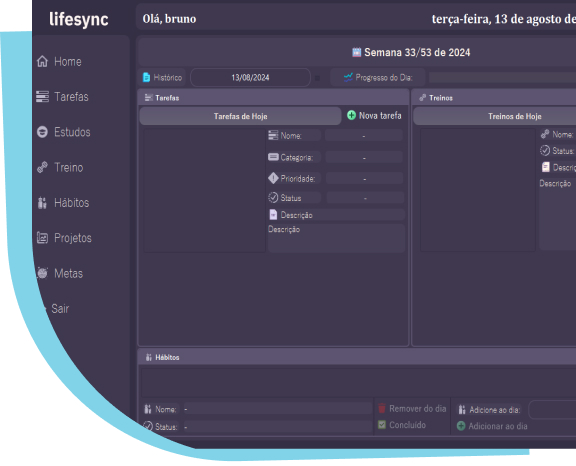 lifesync
Olá, bruno
terça-feira, 13 de agosto de
Home
Tarefas
Estudos
Treino
Hábitos
Projetos
Metas
Sair
Semana 33/53 de 2024
Histórico
13/08/2024
Progresso do Dia:
Tarefas
Tarefas de Hoje
Nova tarefa
Nome: -
Categoria: -
Prioridade: -
Status -
Descrição
Descrição
Treinos
Treinos de Hoje
Nome:
Status:
Descriç
Descrição
Hábitos
Nome: -
Status: -
Remover do dia
Concluído
Adicione ao dia:
Adicionar ao dia